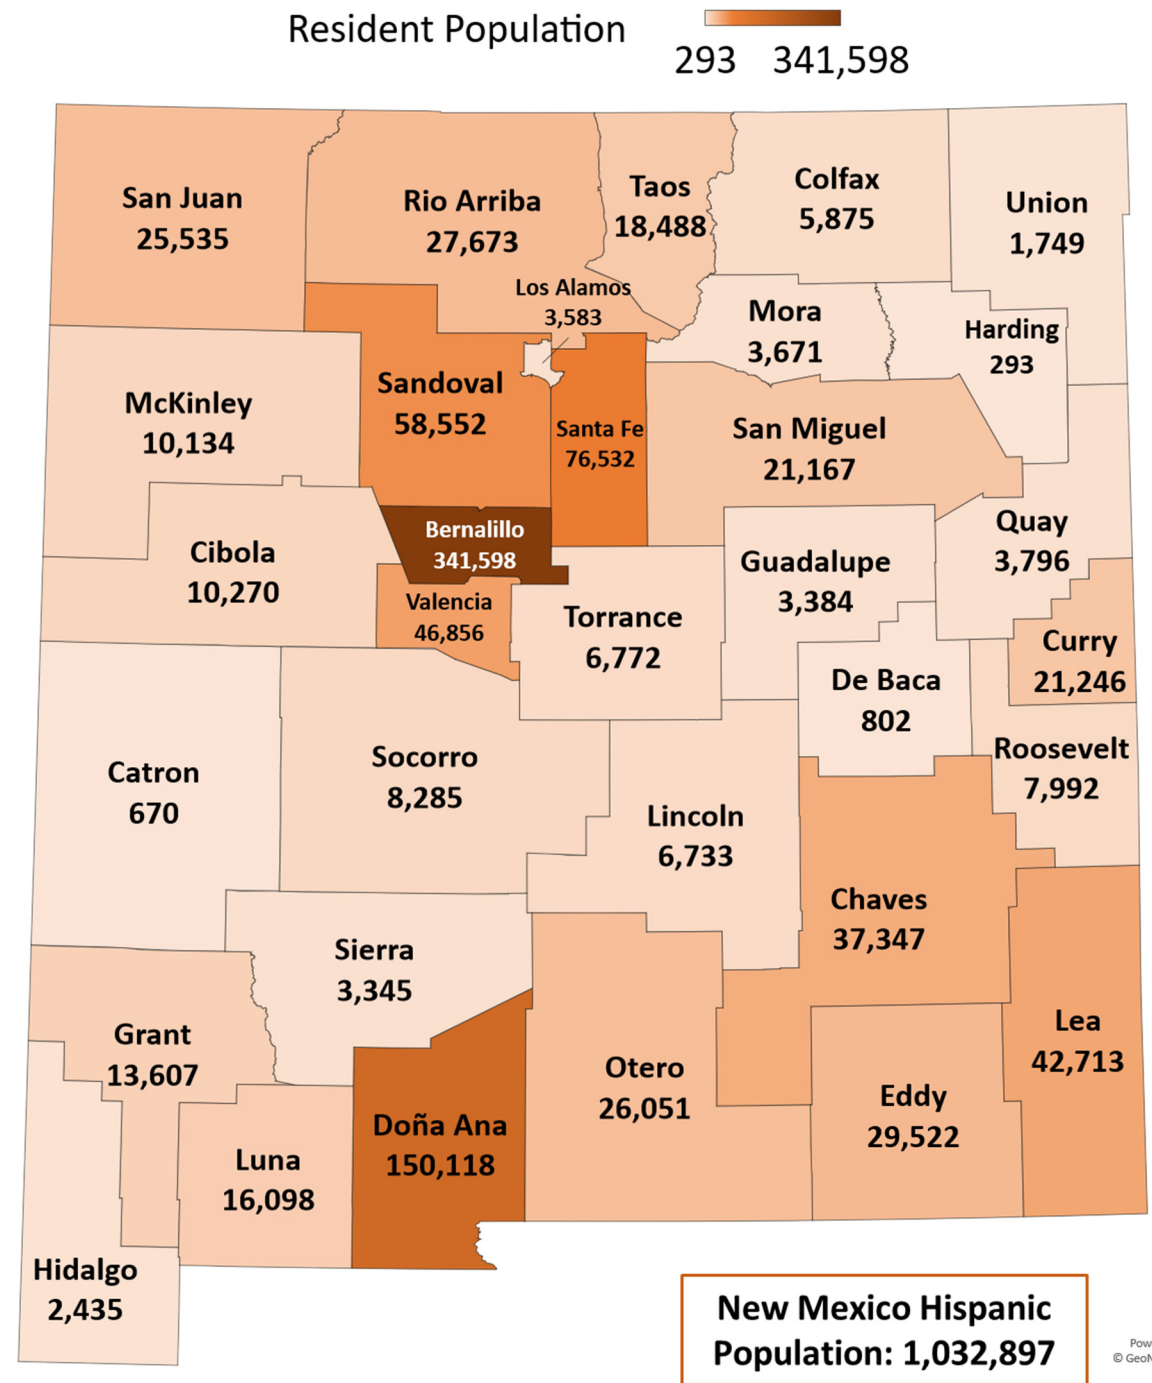 Resident Population
293 341,598
San Juan
25,535
Rio Arriba
27,673
Taos
18,488
Colfax
5,875
Union
1,749
Los Alamos
3,583
Mora
3,671
Harding
293
McKinley
10,134
Sandoval
58,552
Santa Fe
76,532
San Miguel
21,167
Quay
3,796
Bernalillo
341,598
Cibola
10,270
Guadalupe
3,384
Valencia
46,856
Torrance
6,772
Curry
21,246
De Baca
802
Roosevelt
7,992
Catron
670
Socorro
8,285
Lincoln
6,733
Chaves
37,347
Sierra
3,345
Grant
13,607
Lea
42,713
Otero
26,051
Eddy
29,522
Doña Ana
150,118
Luna
16,098
Hidalgo
2,435
New Mexico Hispanic
Population: 1,032,897
Pow
© GeoN